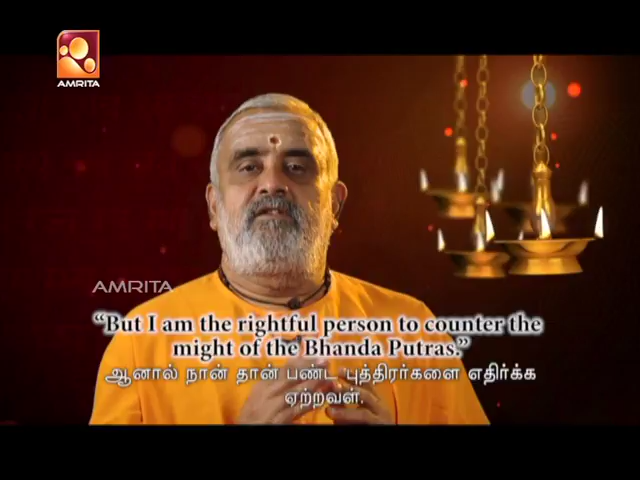 AMRITA
AMRITA
“But I am the rightful person to counter the
might of the Bhanda Putras.”
ஆனால் நான் தான் பண்ட புத்திரர்களை எதிர்க்க
ஏற்றவள்.